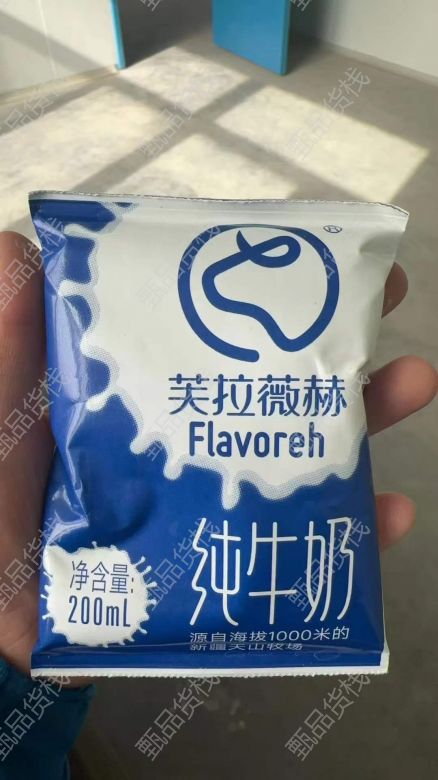 ®
芙拉薇赫
Flavoreh
纯牛奶
净含量:
200mL
源自海拔1000米的
新疆天山牧场
甄品货栈